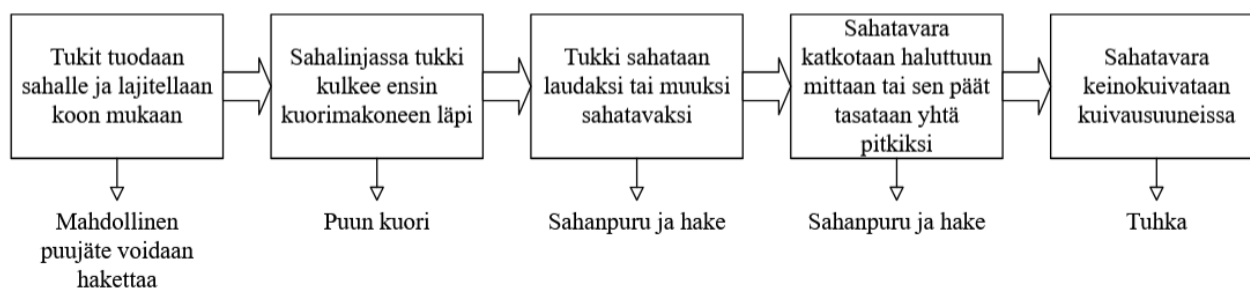 Tukit tuodaan
sahalle ja lajitellaan
koon mukaan
Sahalinjassa tukki
kulkee ensin
kuorimakoneen läpi
Tukki sahataan
laudaksi tai muuksi
sahatavaksi
Sahatavara
katkotaan haluttuun
mittaan tai sen päät
tasataan yhtä
pitkiksi
Sahatavara
keinokuivataan
kuivausuuneissa
Mahdollinen
puujäte voidaan
hakettaa
Puun kuori
Sahanpuru ja hake
Sahanpuru ja hake
Tuhka